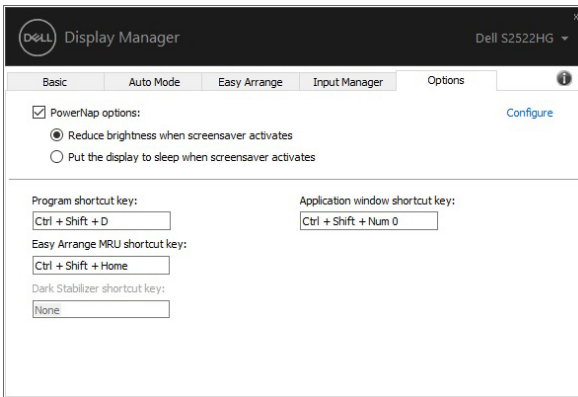 DELL Display Manager
Dell S2522HG
Basic Auto Mode Easy Arrange Input Manager Options
PowerNap options:
Configure
Reduce brightness when screensaver activates
Put the display to sleep when screensaver activates
Program shortcut key:
Application window shortcut key:
Ctrl + Shift + D
Ctrl + Shift + Num 0
Easy Arrange MRU shortcut key:
Ctrl + Shift + Home
Dark Stabilizer shortcut key:
None